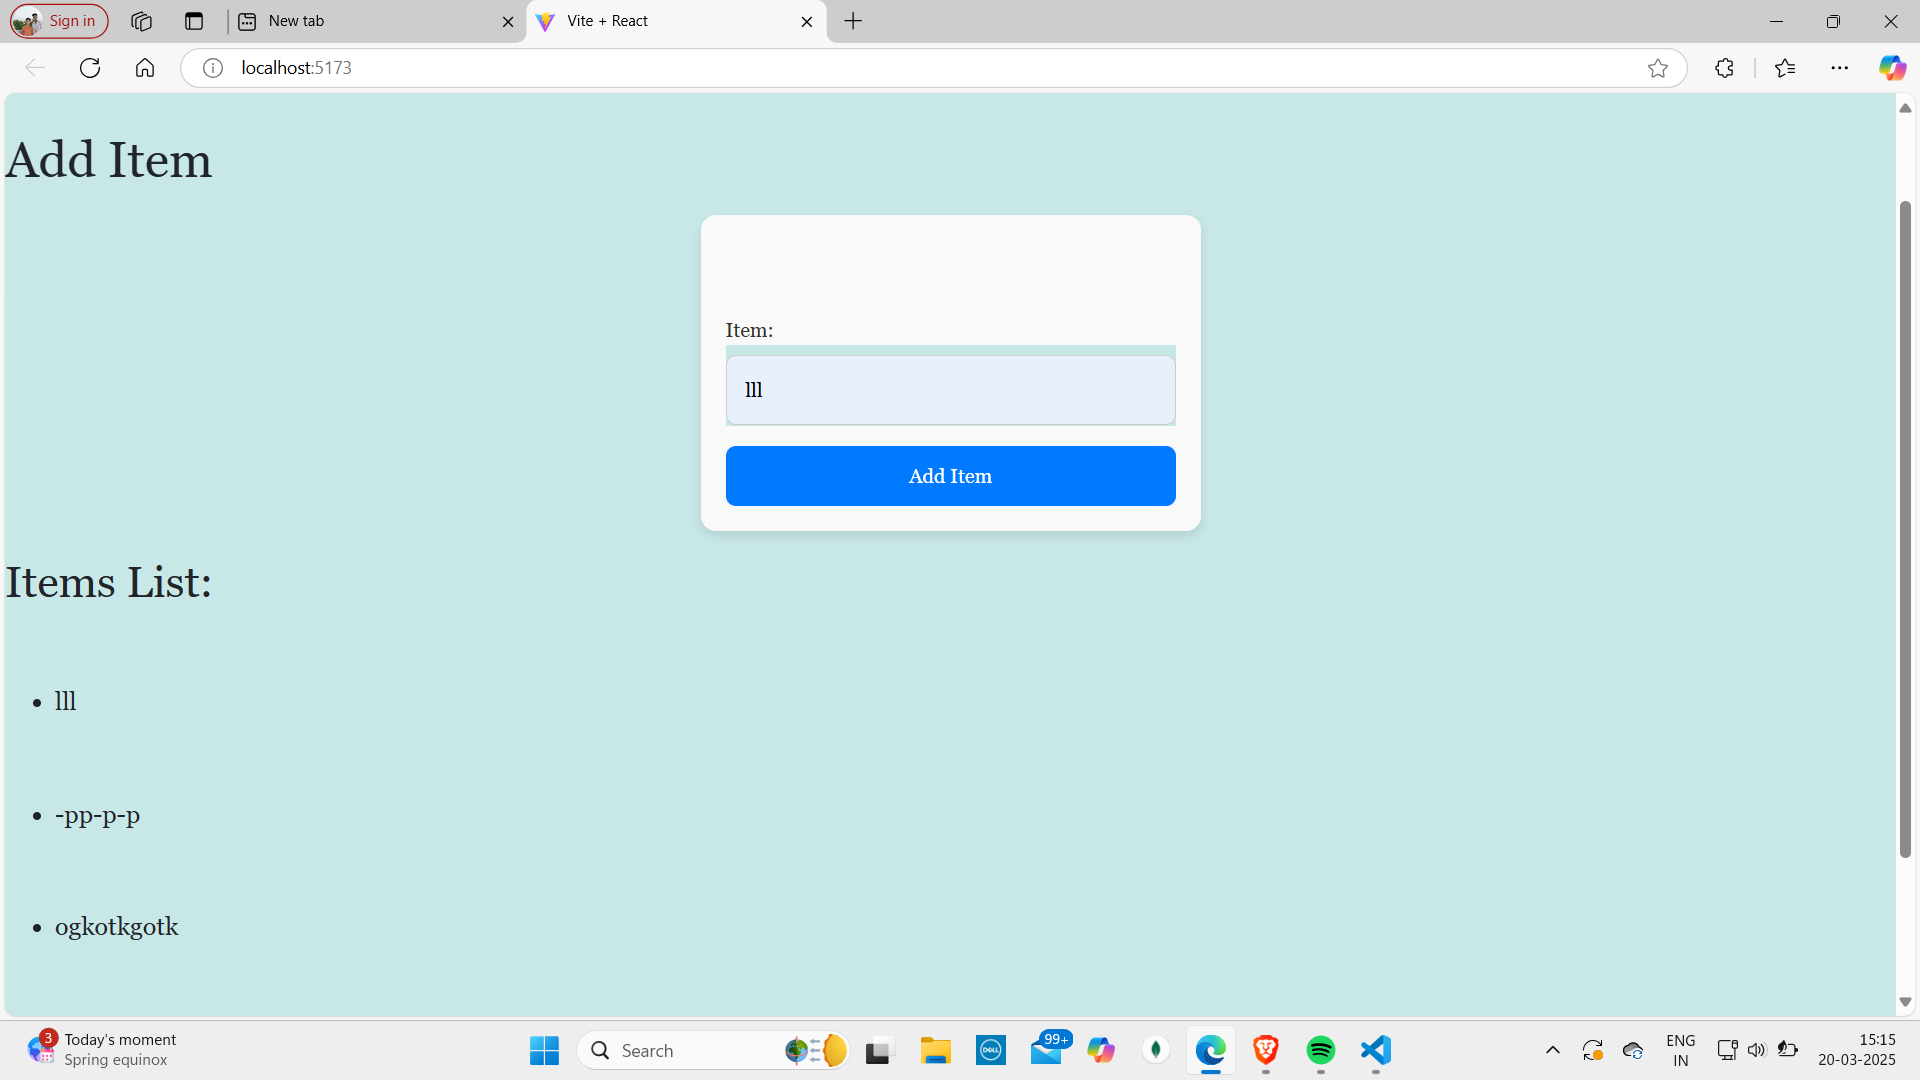 Sign in
New tab
Vite + React
localhost:5173
Add Item
Item:
lll
Add Item
Items List:
lll
-pp-p-p
ogkotkgotk
3
Today's moment
Spring equinox
Search
DELL
99+
ENG
IN
15:15
20-03-2025